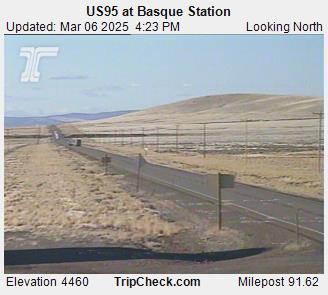 US95 at Basque Station
Updated: Mar 06 2025 4:23 PM Looking North
Elevation 4460 TripCheck.com Milepost 91.62